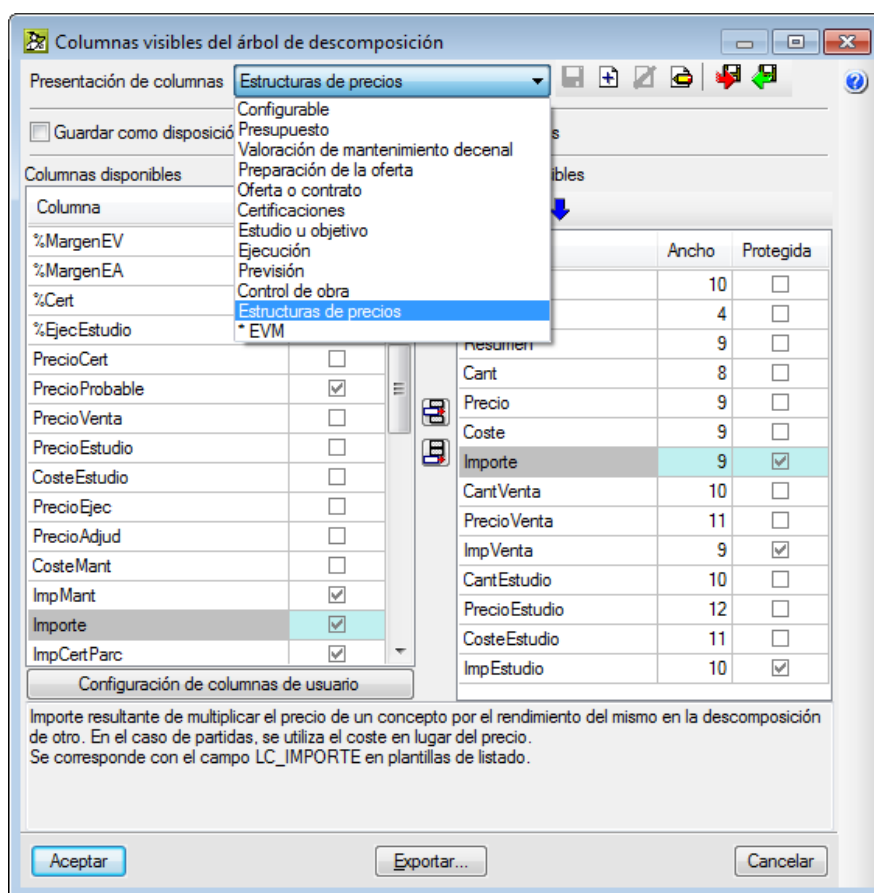 Columnas visibles del árbol de descomposición
Presentación de columnas Estructuras de precios
Configurable
Guardar como disposició Presupuesto s
Valoración de mantenimiento decenal
Columnas disponibles Preparación de la oferta ibles
Oferta o contrato
Columna Certificaciones
Estudio u objetivo
%MargenEV Ejecución Ancho Protegida
%MargenEA Previsión 10
%Cert Control de obra
Estructuras de precios 4
%EjecEstudio * EVM
Resumen 9
PrecioCert
Cant 8
PrecioProbable
Precio 9
PrecioVenta
Coste 9
PrecioEstudio
Importe 9
CosteEstudio
CantVenta 10
PrecioEjec
PrecioVenta 11
PrecioAdjud
ImpVenta 9
CosteMant
CantEstudio 10
ImpMant
PrecioEstudio 12
Importe
CosteEstudio 11
ImpCertParc
ImpEstudio 10
Configuración de columnas de usuario
Importe resultante de multiplicar el precio de un concepto por el rendimiento del mismo en la descomposición
de otro. En el caso de partidas, se utiliza el coste en lugar del precio.
Se corresponde con el campo LC_IMPORTE en plantillas de listado.
Aceptar Exportar... Cancelar